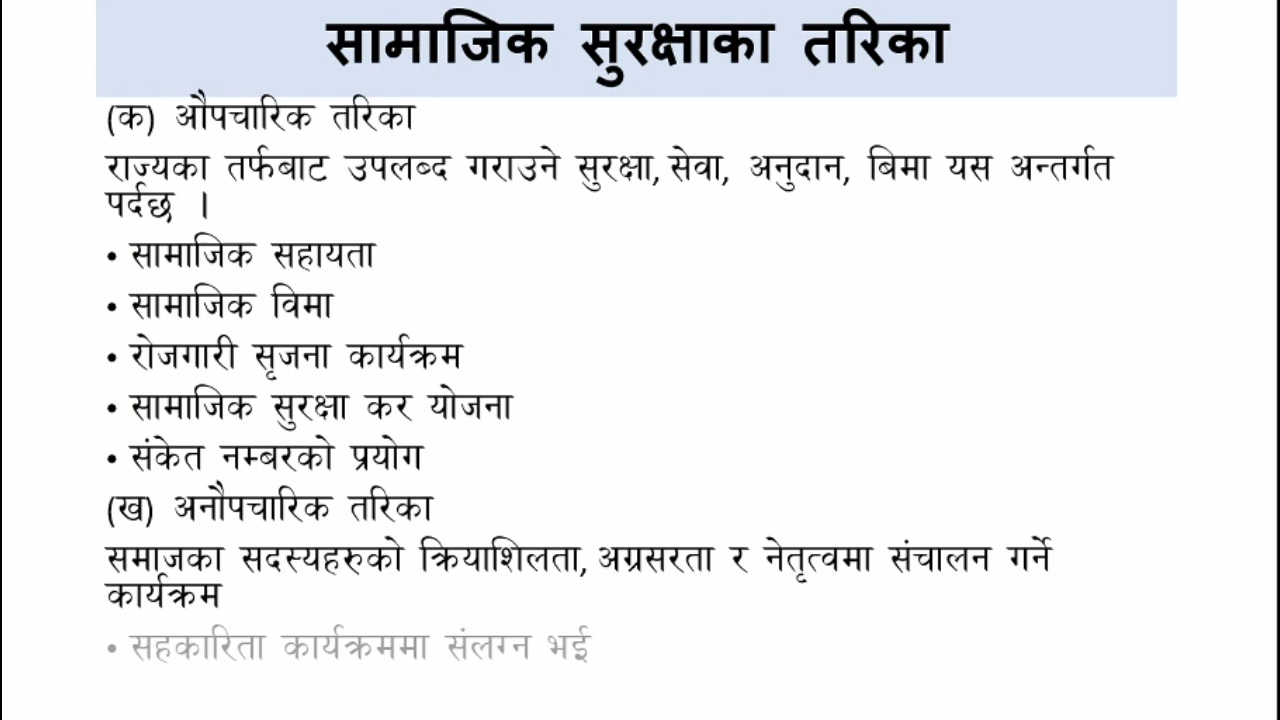 सामाजिक सुरक्षाका तरिका
(क) औपचारिक तरिका
राज्यका तर्फबाट उपलब्द गराउने सुरक्षा, सेवा, अनुदान, बिमा यस अन्तर्गत
पर्दछ ।
• सामाजिक सहायता
• सामाजिक विमा
• रोजगारी सृजना कार्यक्रम
• सामाजिक सुरक्षा कर योजना
• संकेत नम्बरको प्रयोग
(ख) अनौपचारिक तरिका
समाजका सदस्यहरुको क्रियाशिलता, अग्रसरता र नेतृत्वमा संचालन गर्ने
कार्यक्रम
• सहकारिता कार्यक्रममा संलग्न भई